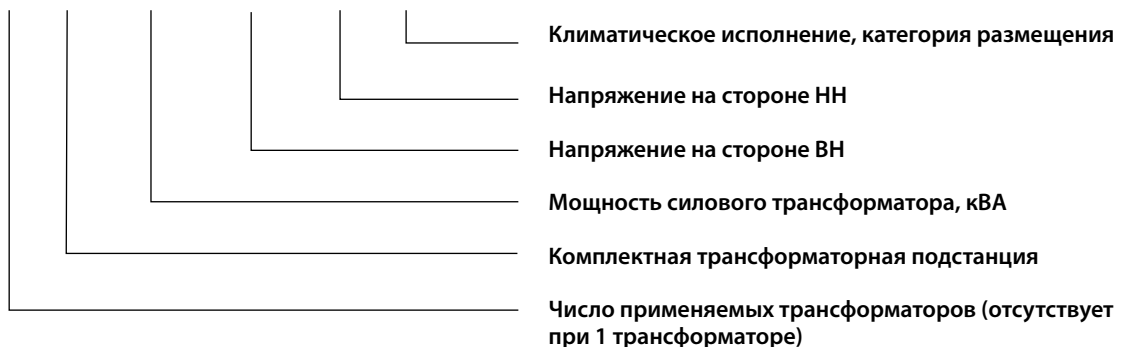 Климатическое исполнение, категория размещения
Напряжение на стороне НН
Напряжение на стороне ВН
Мощность силового трансформатора, кВА
Комплектная трансформаторная подстанция
Число применяемых трансформаторов (отсутствует
при 1 трансформаторе)